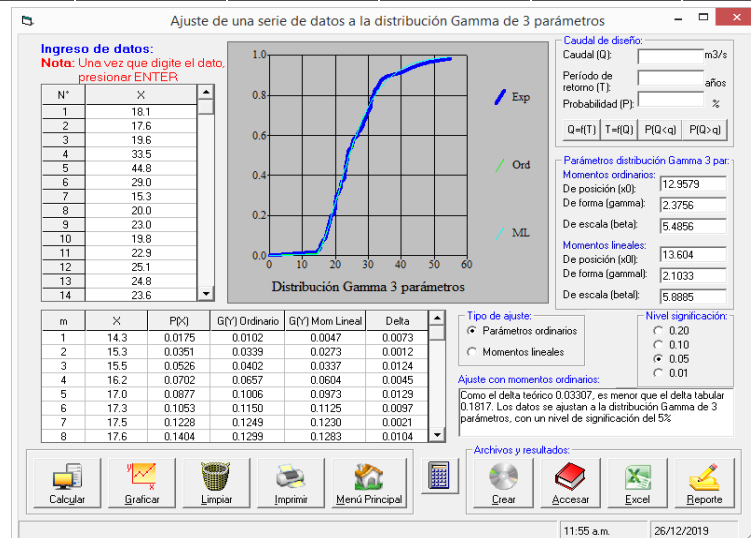 Ajuste de una serie de datos a la distribución Gamma de 3 parámetros
Ingreso de datos:
Nota: Una vez que digite el dato,
presionar ENTER
N° X
1 18.1
2 17.6
3 19.6
4 33.5
5 44.8
6 29.0
7 15.3
8 20.0
9 23.0
10 19.8
11 22.9
12 25.1
13 24.8
14 23.6
1.0
0.8
0.6
0.4
0.2
0.0
0 10 20 30 40 50 60
Distribución Gamma 3 parámetros
Exp
Ord
ML
Caudal de diseño:
Caudal (Q): m3/s
Período de
retorno (T): años
Probabilidad (P): %
Q=f(T) T=f(Q) P(Q<q) P(Q>q)
Parámetros distribución Gamma 3 par:
Momentos ordinarios:
De posición (x0): 12.9579
De forma (gamma): 2.3756
De escala (beta): 5.4856
Momentos lineales:
De posición (x0l): 13.604
De forma (gammal): 2.1033
De escala (betal): 5.8885
m X P(X) G(Y) Ordinario G(Y) Mom Lineal Delta
1 14.3 0.0175 0.0102 0.0047 0.0073
2 15.3 0.0351 0.0339 0.0273 0.0012
3 15.5 0.0526 0.0402 0.0337 0.0124
4 16.2 0.0702 0.0657 0.0604 0.0045
5 17.0 0.0877 0.1006 0.0973 0.0129
6 17.3 0.1053 0.1150 0.1125 0.0097
7 17.5 0.1228 0.1249 0.1230 0.0021
8 17.6 0.1404 0.1299 0.1283 0.0104
Tipo de ajuste:
Parámetros ordinarios
Momentos lineales
Nivel significación:
0.20
0.10
0.05
0.01
Ajuste con momentos ordinarios:
Como el delta teórico 0.03307, es menor que el delta tabular
0.1817. Los datos se ajustan a la distribución Gamma de 3
parámetros, con un nivel de significación del 5%
Calcular
Graficar
Limpiar
Imprimir
Menú Principal
Archivos y resultados:
Crear
Accesar
Excel
Reporte
11:55 a.m. 26/12/2019